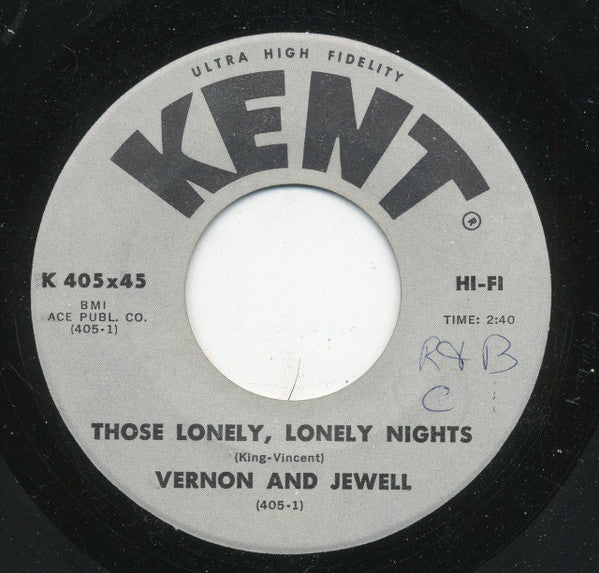 ULTRA HIGH FIDELITY
KENT
®
K 405x45
BMI
ACE PUBL. CO.
(405-1)
HI-FI
TIME: 2:40
R & B
C
THOSE LONELY, LONELY NIGHTS
(King-Vincent)
VERNON AND JEWELL
(405-1)